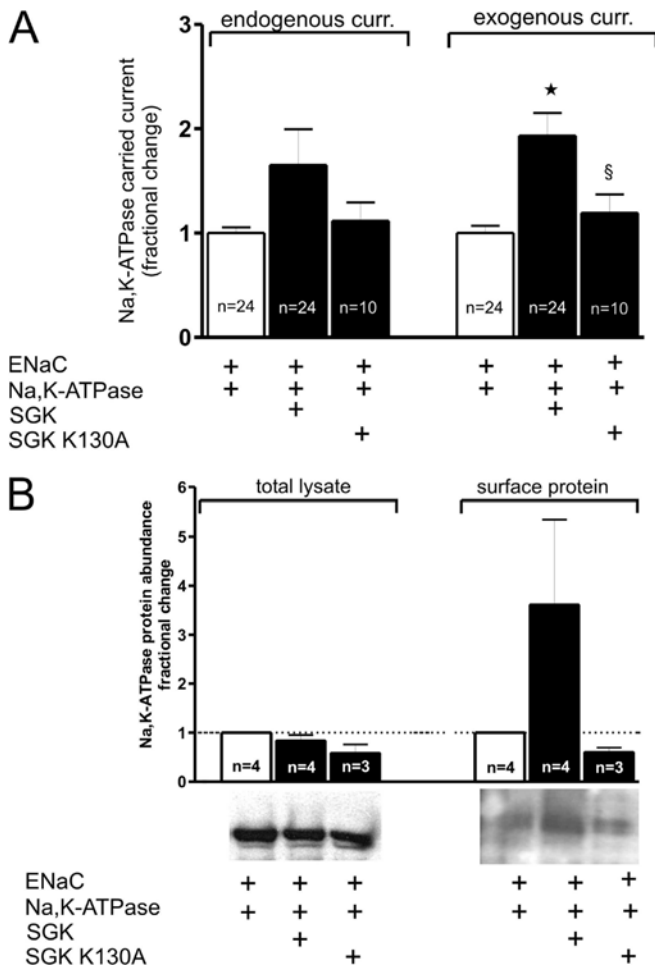 A
endogenous curr.
exogenous curr.
Na,K-ATPase carried current
(fractional change)
3
2
1
0
n=24
n=24
n=10
n=24
n=24
n=10
★
§
ENaC + + + + + +
Na,K-ATPase + + + + + +
SGK + +
SGK K130A + +
B
total lysate
surface protein
Na,K-ATPase protein abundance
fractional change
6
5
4
3
2
1
0
n=4
n=4
n=3
n=4
n=4
n=3
ENaC + + + + + +
Na,K-ATPase + + + + + +
SGK + +
SGK K130A + +